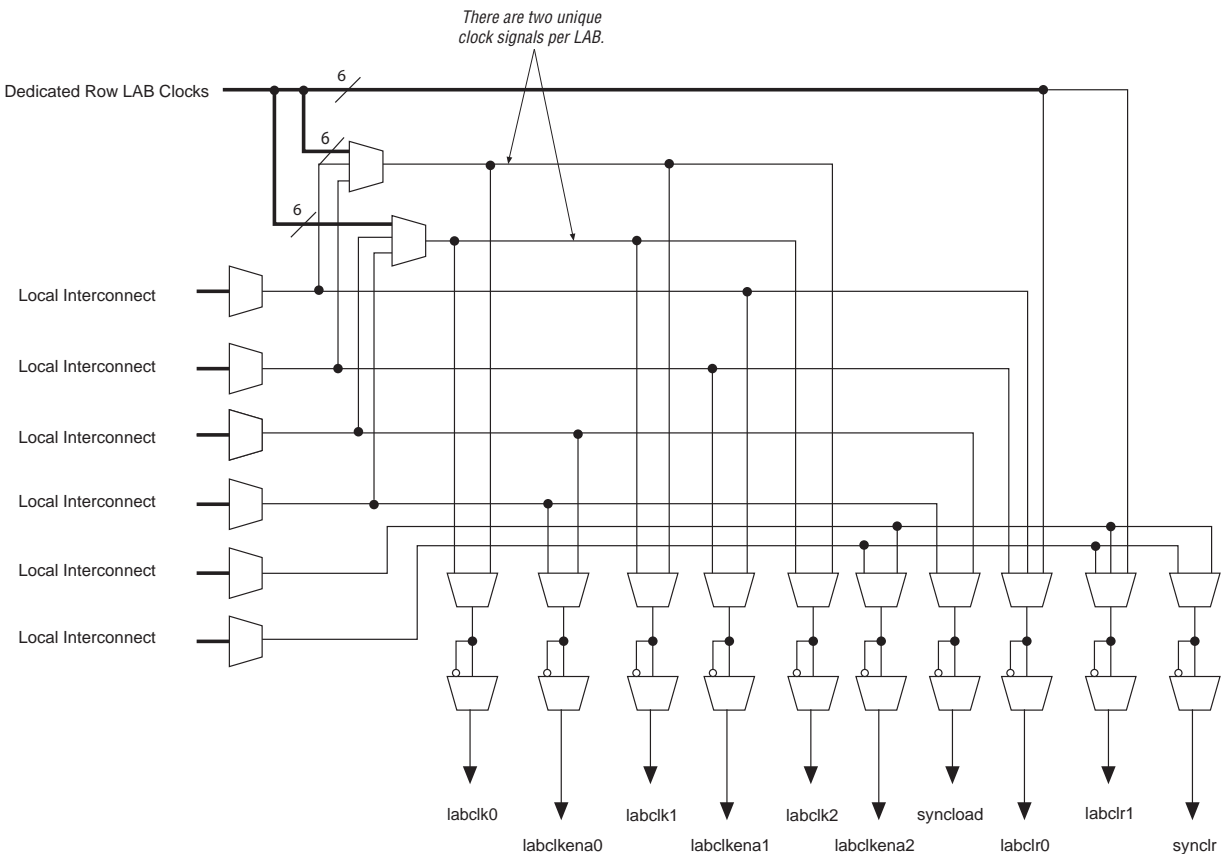 There are two unique
clock signals per LAB.
6
Dedicated Row LAB Clocks
6
6
Local Interconnect
Local Interconnect
Local Interconnect
Local Interconnect
Local Interconnect
Local Interconnect
labclk0
labclk1
labclk2
syncload
labclr1
labclkena0
labclkena1
labclkena2
labclr0
synclr